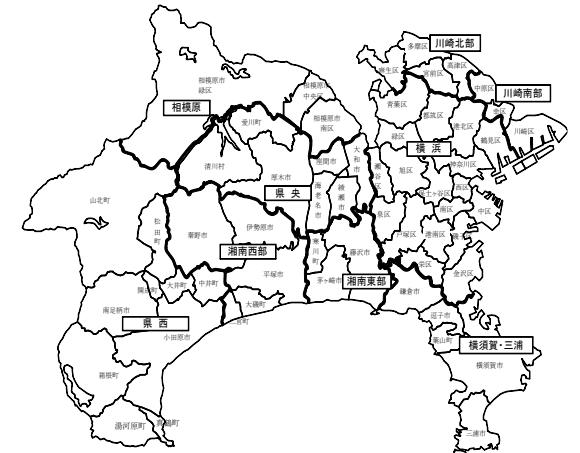 多摩区
川崎北部
麻生区
宮前区
高津区
中原区
川崎南部
幸区
川崎区
相模原市
緑区
相模原市
中央区
相模原市
南区
相模原
愛川町
清川村
厚木市
座間市
大和市
海老名市
綾瀬市
県 央
青葉区
都筑区
港北区
鶴見区
緑区
横 浜
神奈川区
瀬谷区
旭区
保土ヶ谷区
西区
中区
南区
泉区
戸塚区
港南区
磯子区
栄区
金沢区
山北町
松田町
秦野市
伊勢原市
湘南西部
寒川町
藤沢市
茅ヶ崎市
湘南東部
鎌倉市
平塚市
大磯町
二宮町
中井町
大井町
開成町
南足柄市
県 西
小田原市
箱根町
湯河原町
真鶴町
逗子市
葉山町
横須賀・三浦
横須賀市
三浦市